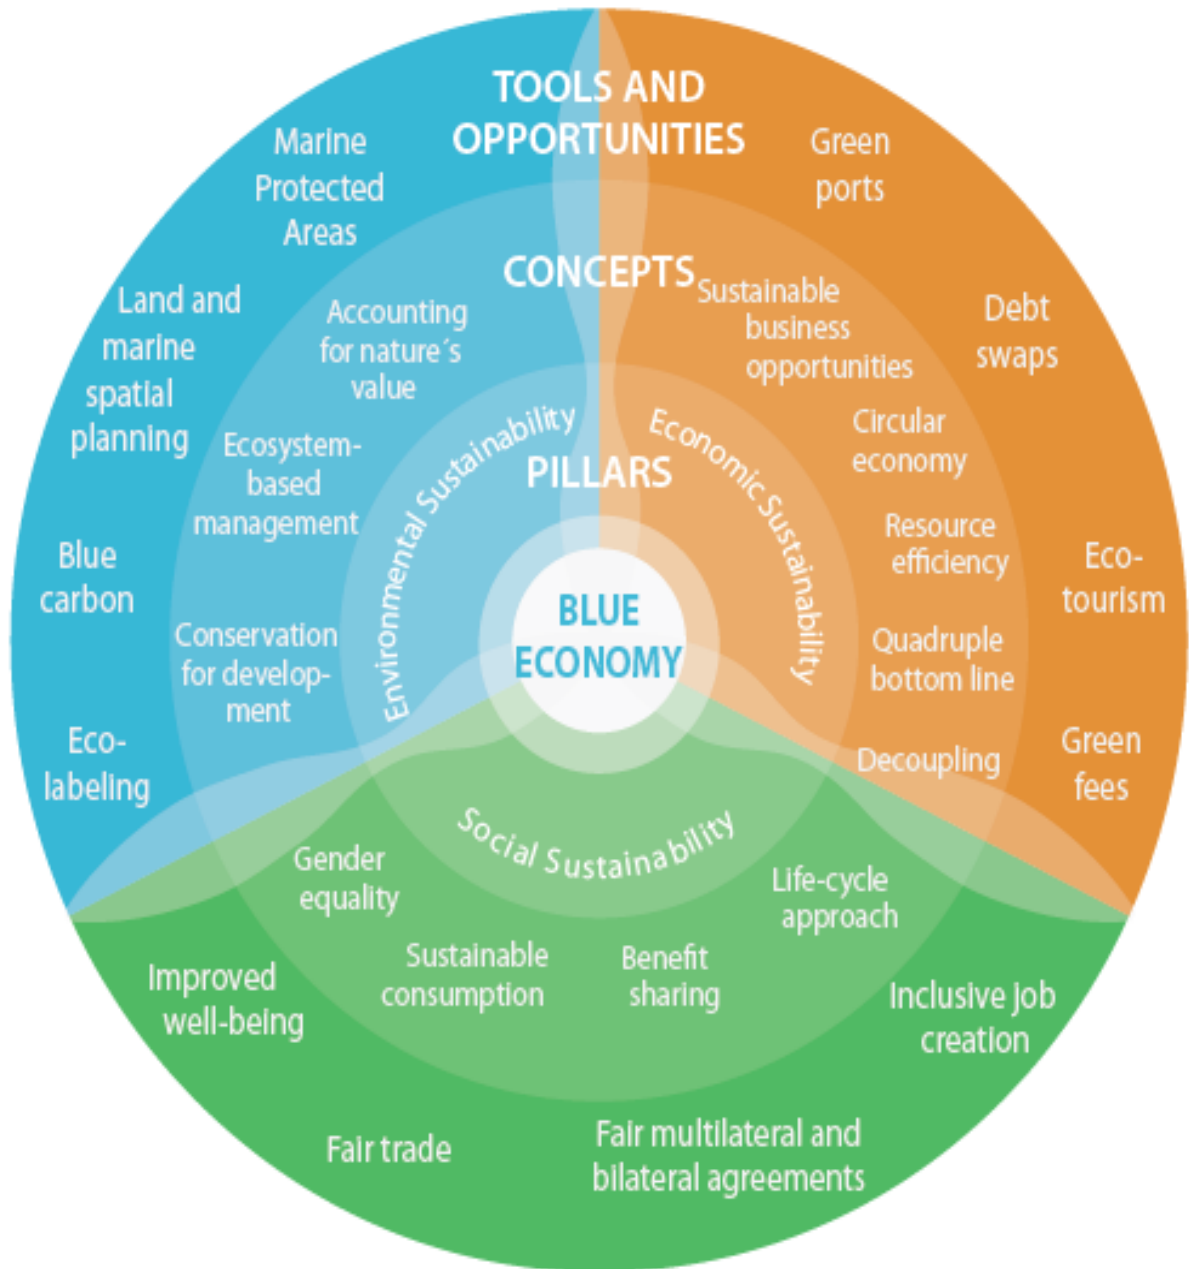 TOOLS AND
OPPORTUNITIES
Marine
Protected
Areas
Land and
marine
spatial
planning
Blue
carbon
Eco-
labeling
Green
ports
Debt
swaps
Eco-
tourism
Green
fees
Improved
well-being
Fair trade
Fair multilateral and
bilateral agreements
Inclusive job
creation
CONCEPTS
Accounting
for nature´s
value
Ecosystem-
based
management
Conservation
for develop-
ment
Sustainable
business
opportunities
Circular
economy
Resource
efficiency
Quadruple
bottom line
Decoupling
Gender
equality
Sustainable
consumption
Benefit
sharing
Life-cycle
approach
PILLARS
Environmental Sustainability
Economic Sustainability
Social Sustainability
BLUE
ECONOMY